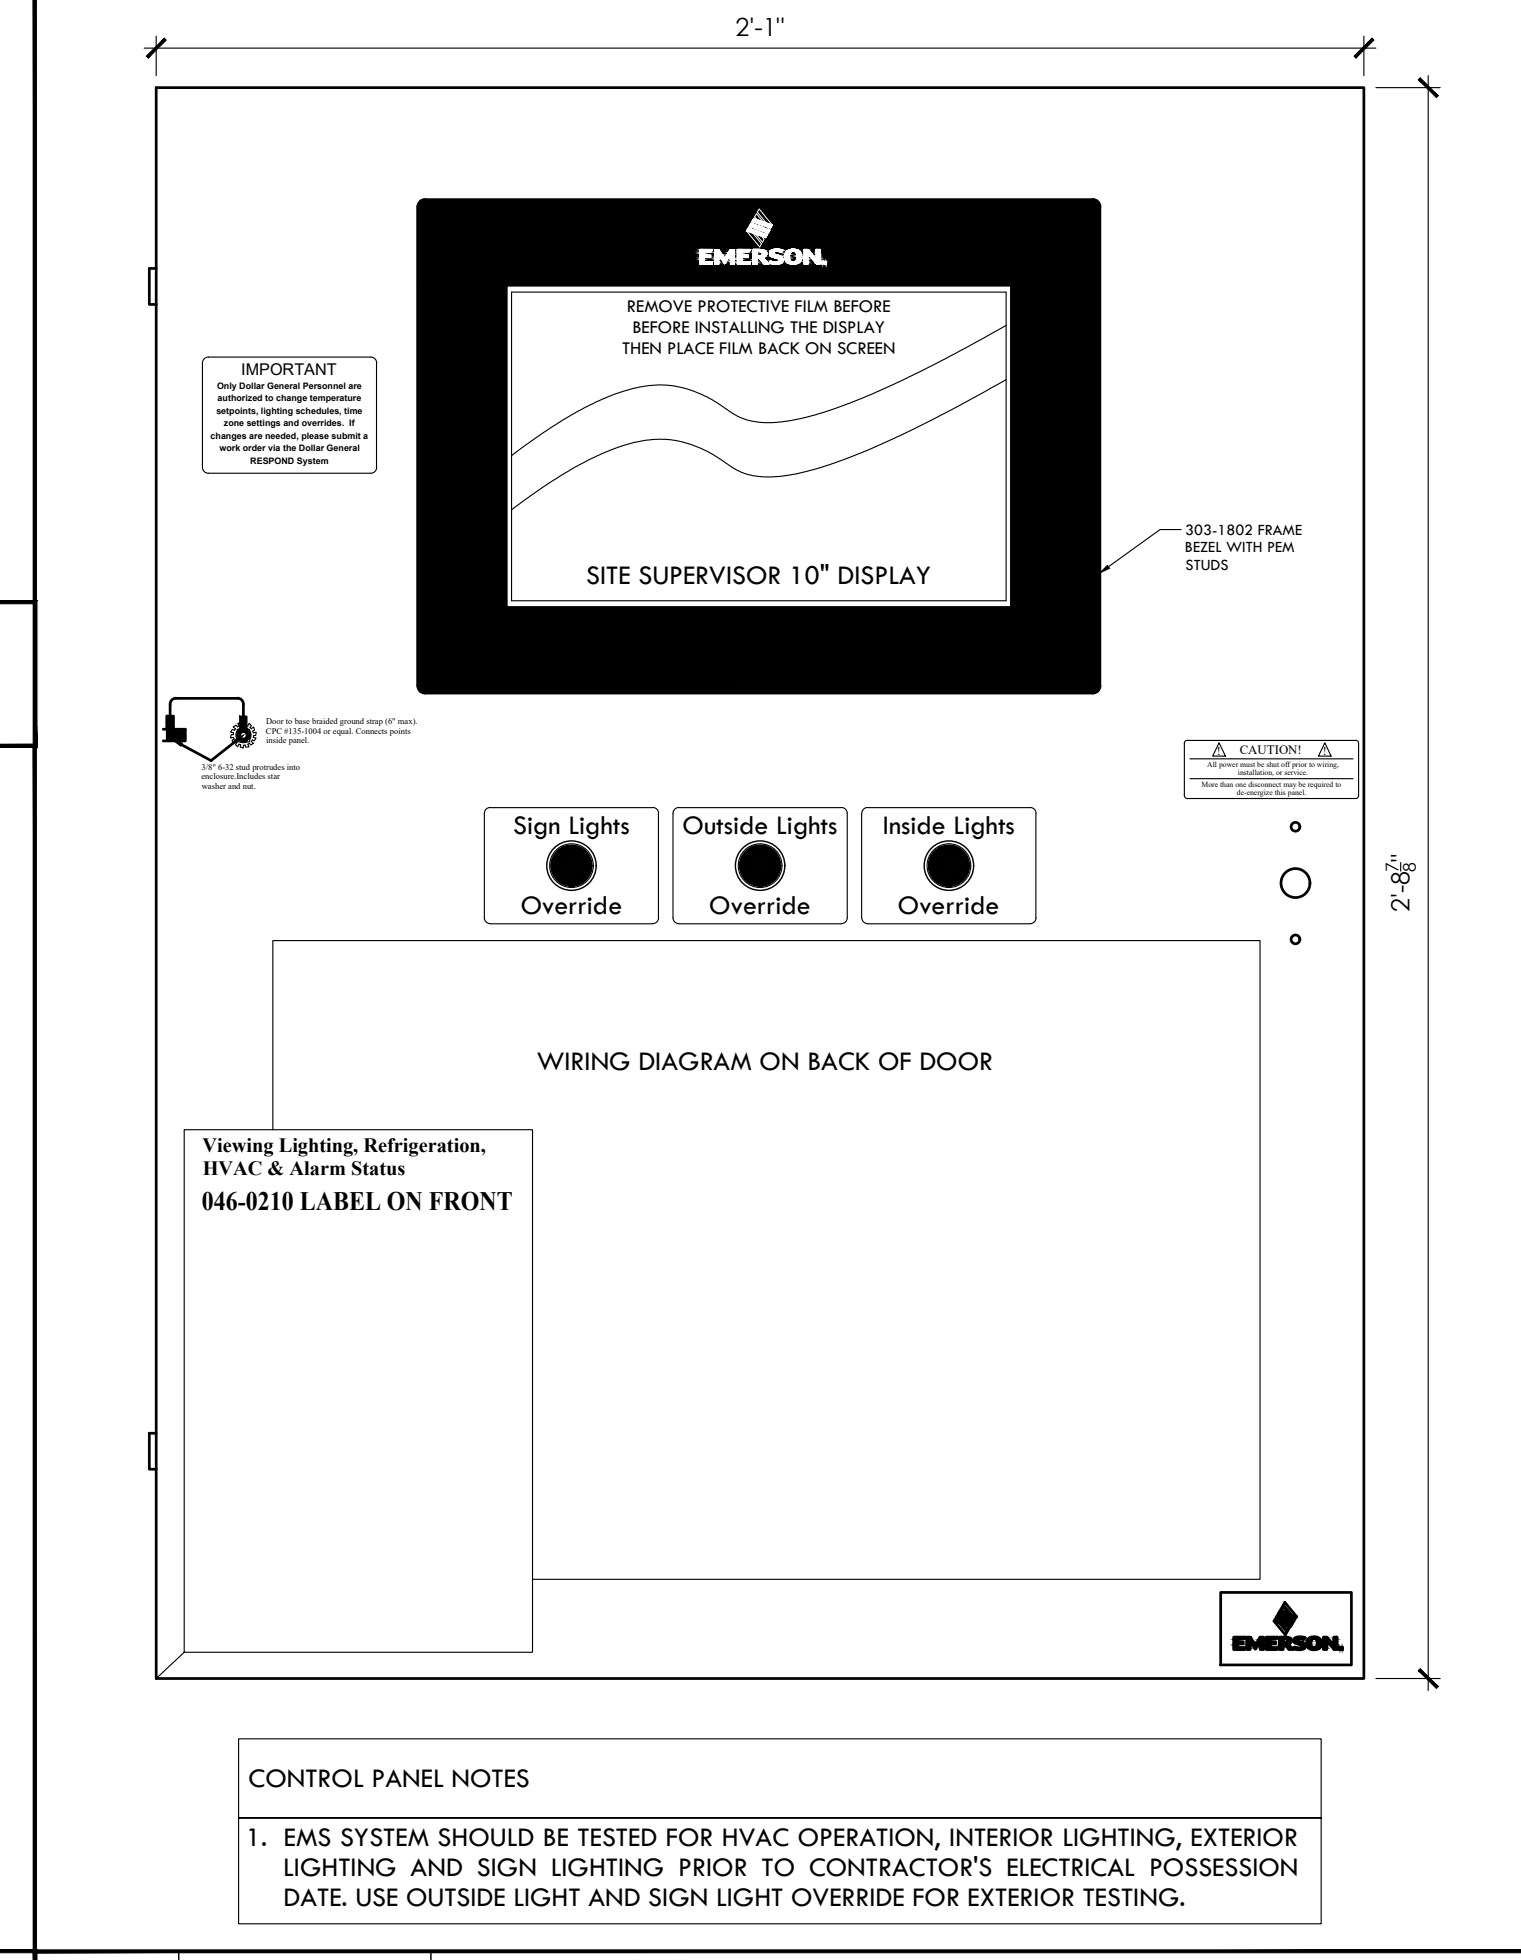 2'-1"
EMERSON
REMOVE PROTECTIVE FILM BEFORE
BEFORE INSTALLING THE DISPLAY
THEN PLACE FILM BACK ON SCREEN
IMPORTANT
Only Dollar General Personnel are
authorized to change temperature
setpoints, lighting schedules, time
zone settings and overrides. If
changes are needed, please submit a
work order via the Dollar General
RESPOND System
303-1802 FRAME
BEZEL WITH PEM
STUDS
SITE SUPERVISOR 10" DISPLAY
Door to base braided ground strap (6" max).
CPC #135-1004 or equal. Connects points
inside panel.
3/8" 6-32 stud protrudes into
enclosure.Includes star
washer and nut.
CAUTION!
All power must be shut off prior to wiring,
installation, or service.
More than one disconnect may be required to
de-energize this panel.
Sign Lights
Override
Outside Lights
Override
Inside Lights
Override
2'-8 7/8"
WIRING DIAGRAM ON BACK OF DOOR
Viewing Lighting, Refrigeration,
HVAC & Alarm Status
046-0210 LABEL ON FRONT
EMERSON
CONTROL PANEL NOTES
1. EMS SYSTEM SHOULD BE TESTED FOR HVAC OPERATION, INTERIOR LIGHTING, EXTERIOR
LIGHTING AND SIGN LIGHTING PRIOR TO CONTRACTOR'S ELECTRICAL POSSESSION
DATE. USE OUTSIDE LIGHT AND SIGN LIGHT OVERRIDE FOR EXTERIOR TESTING.